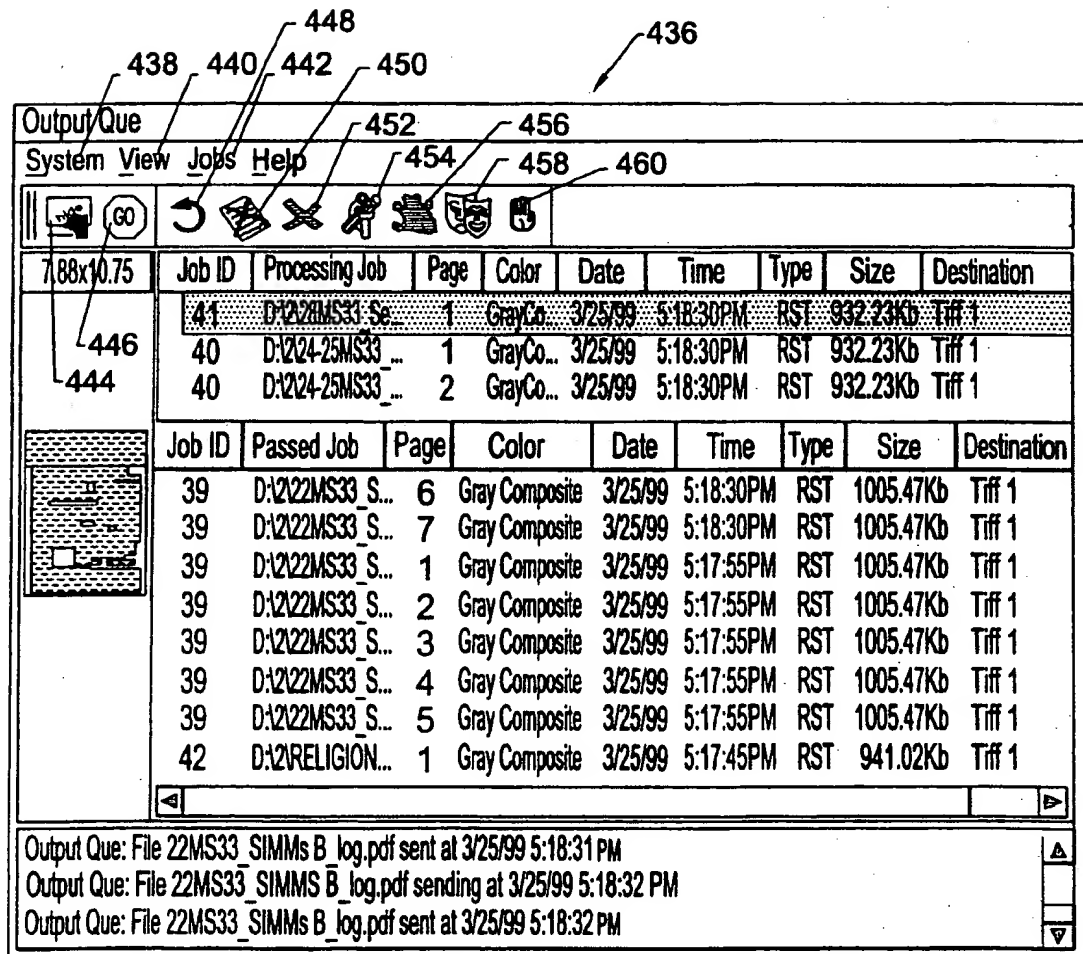 448
436
438 440 442 450
Output Que
452 456
System View Jobs Help
454 458 460
GO
7.88x10.75
Job ID Processing Job Page Color Date Time Type Size Destination
41 D:\2\28MS33_Se... 1 GrayCo... 3/25/99 5:18:30PM RST 932.23Kb Tiff 1
446
40 D:\2\24-25MS33_... 1 GrayCo... 3/25/99 5:18:30PM RST 932.23Kb Tiff 1
444
40 D:\2\24-25MS33_... 2 GrayCo... 3/25/99 5:18:30PM RST 932.23Kb Tiff 1
Job ID Passed Job Page Color Date Time Type Size Destination
39 D:\2\22MS33_S... 6 Gray Composite 3/25/99 5:18:30PM RST 1005.47Kb Tiff 1
39 D:\2\22MS33_S... 7 Gray Composite 3/25/99 5:18:30PM RST 1005.47Kb Tiff 1
39 D:\2\22MS33_S... 1 Gray Composite 3/25/99 5:17:55PM RST 1005.47Kb Tiff 1
39 D:\2\22MS33_S... 2 Gray Composite 3/25/99 5:17:55PM RST 1005.47Kb Tiff 1
39 D:\2\22MS33_S... 3 Gray Composite 3/25/99 5:17:55PM RST 1005.47Kb Tiff 1
39 D:\2\22MS33_S... 4 Gray Composite 3/25/99 5:17:55PM RST 1005.47Kb Tiff 1
39 D:\2\22MS33_S... 5 Gray Composite 3/25/99 5:17:55PM RST 1005.47Kb Tiff 1
42 D:\2\RELIGION... 1 Gray Composite 3/25/99 5:17:45PM RST 941.02Kb Tiff 1
Output Que: File 22MS33_SIMMs B_log.pdf sent at 3/25/99 5:18:31 PM
Output Que: File 22MS33_SIMMS B_log.pdf sending at 3/25/99 5:18:32 PM
Output Que: File 22MS33_SIMMs B_log.pdf sent at 3/25/99 5:18:32 PM